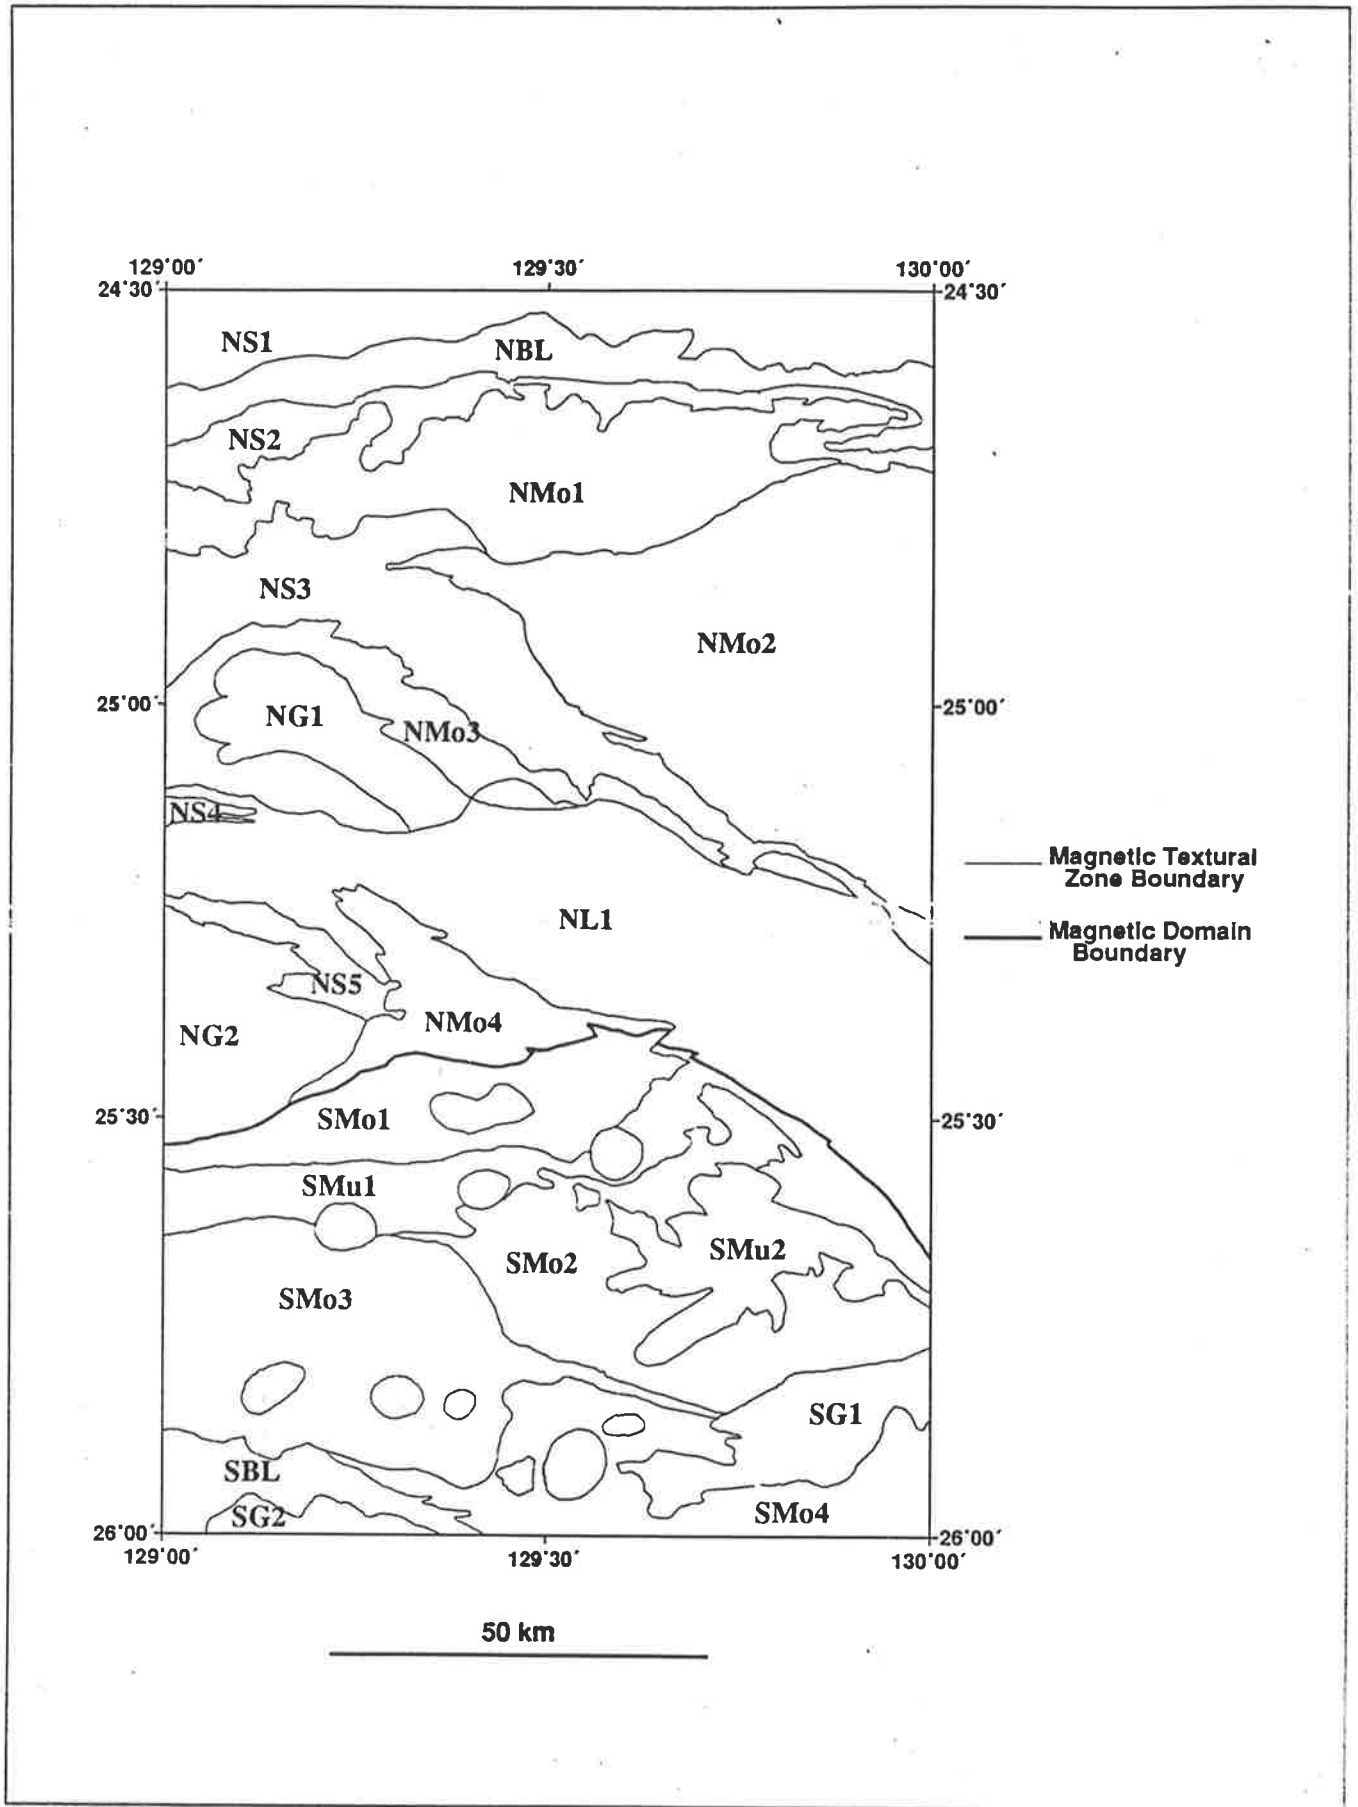 129°00′ 129°30′ 130°00′
24°30′ 24°30′
NS1
NBL
NS2
NMo1
NS3
NMo2
25°00′ 25°00′
NG1
NMo3
NS4
Magnetic Textural
Zone Boundary
NL1
Magnetic Domain
Boundary
NS5
NMo4
NG2
25°30′ 25°30′
SMo1
SMu1
SMo2
SMu2
SMo3
SG1
SBL
SMo4
SG2
26°00′ 26°00′
129°00′ 129°30′ 130°00′
50 km